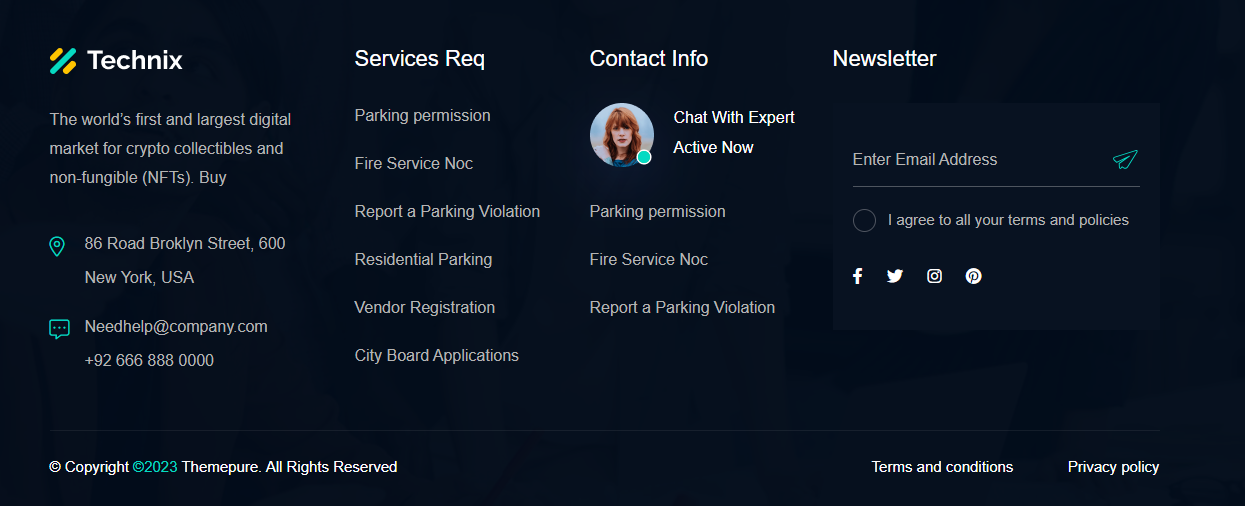 Technix
The world’s first and largest digital
market for crypto collectibles and
non-fungible (NFTs). Buy
86 Road Broklyn Street, 600
New York, USA
Needhelp@company.com
+92 666 888 0000
Services Req
Parking permission
Fire Service Noc
Report a Parking Violation
Residential Parking
Vendor Registration
City Board Applications
Contact Info
Chat With Expert
Active Now
Parking permission
Fire Service Noc
Report a Parking Violation
Newsletter
Enter Email Address
I agree to all your terms and policies
© Copyright ©2023 Themepure. All Rights Reserved
Terms and conditions
Privacy policy